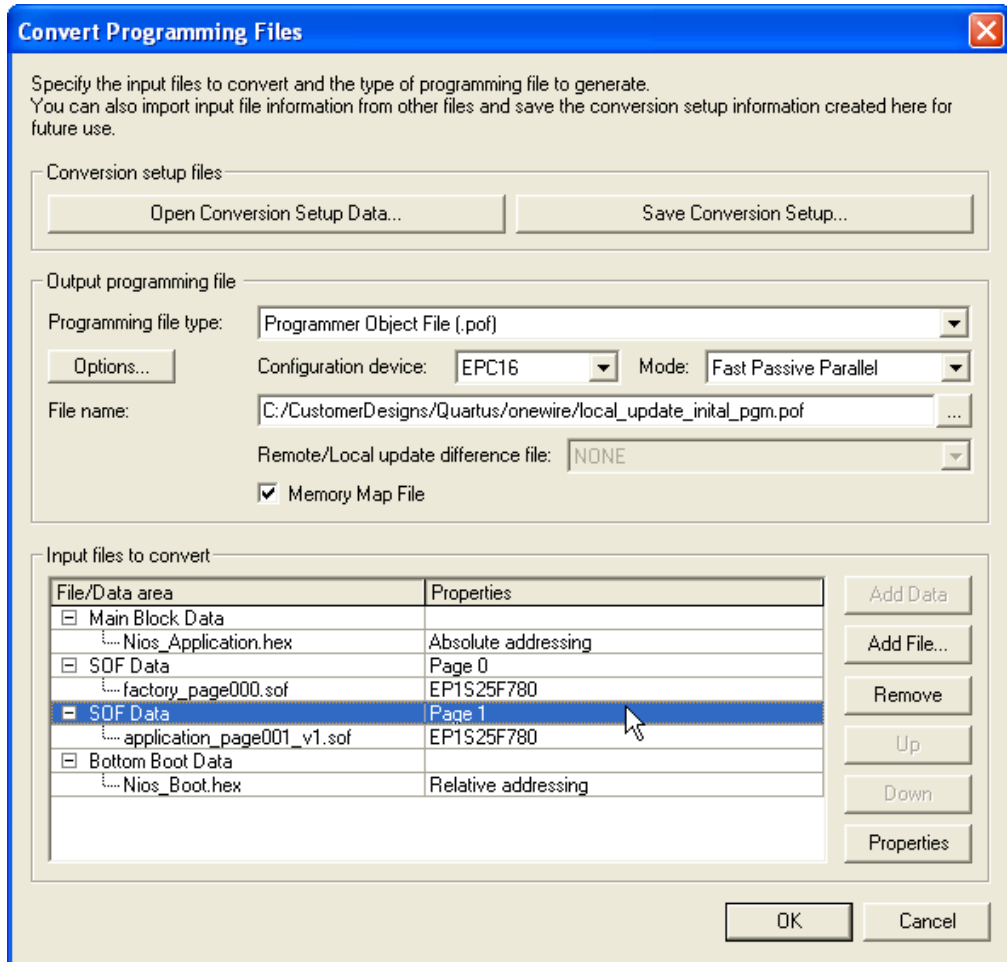 Convert Programming Files
Specify the input files to convert and the type of programming file to generate.
You can also import input file information from other files and save the conversion setup information created here for
future use.
Conversion setup files
Open Conversion Setup Data... Save Conversion Setup...
Output programming file
Programming file type: Programmer Object File (.pof)
Options... Configuration device: EPC16 Mode: Fast Passive Parallel
File name: C:/CustomerDesigns/Quartus/onewire/local_update_inital_pgm.pof ...
Remote/Local update difference file: NONE
Memory Map File
Input files to convert
File/Data area Properties Add Data
Main Block Data
Nios_Application.hex Absolute addressing Add File...
SOF Data Page 0
factory_page000.sof EP1S25F780 Remove
SOF Data Page 1
application_page001_v1.sof EP1S25F780 Up
Bottom Boot Data
Nios_Boot.hex Relative addressing Down
Properties
OK Cancel